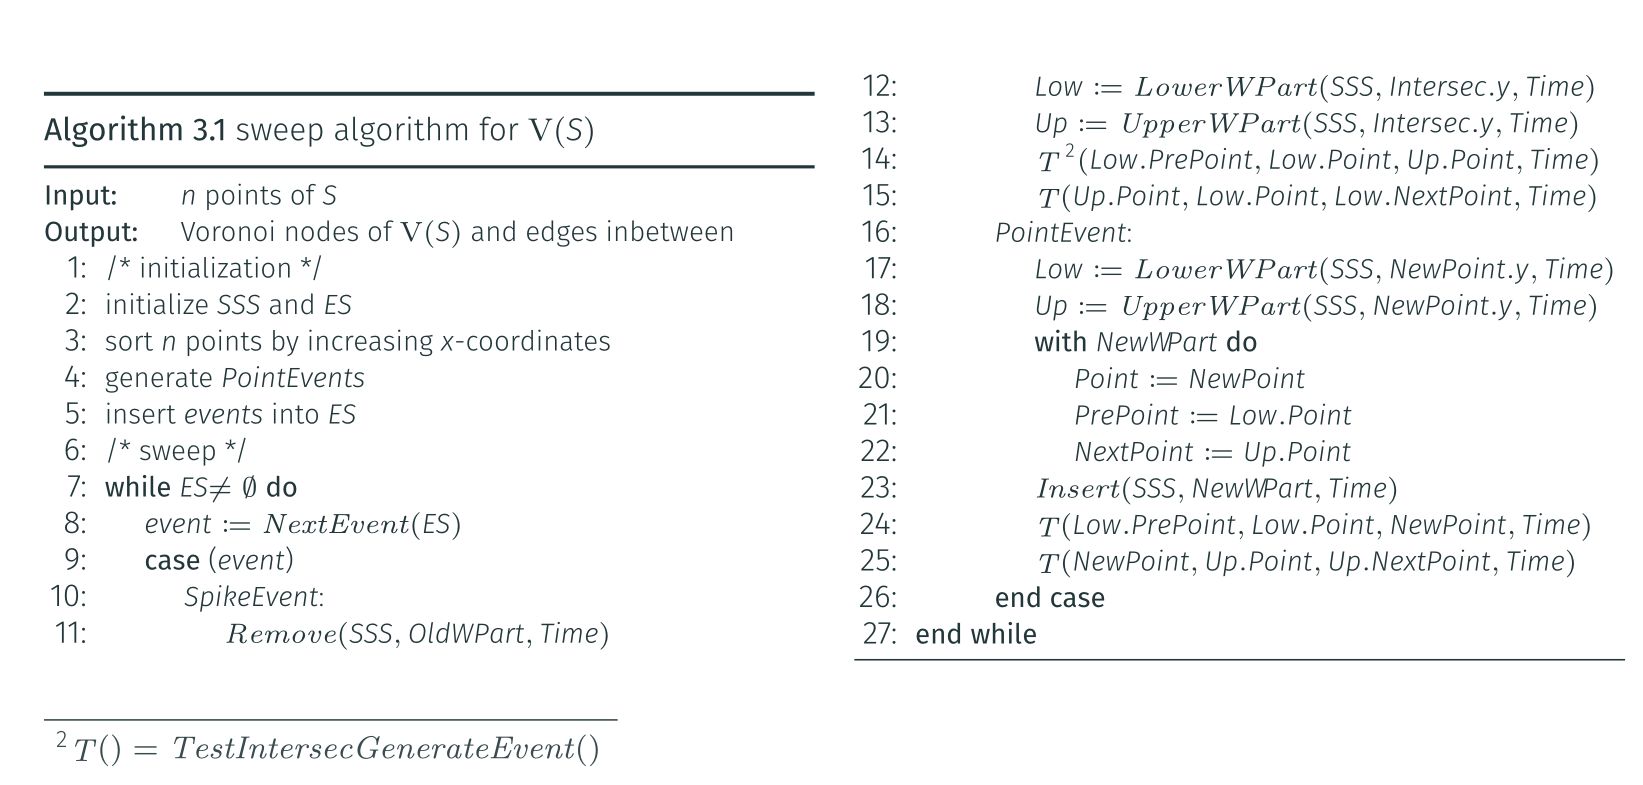 Algorithm 3.1 sweep algorithm for V(S)
Input: n points of S
Output: Voronoi nodes of V(S) and edges inbetween
1: /* initialization */
2: initialize SSS and ES
3: sort n points by increasing x-coordinates
4: generate PointEvents
5: insert events into ES
6: /* sweep */
7: while ES≠ ∅ do
8: event := NextEvent(ES)
9: case (event)
10: SpikeEvent:
11: Remove(SSS, OldWPart, Time)
12: Low := LowerWPart(SSS, Intersec.y, Time)
13: Up := UpperWPart(SSS, Intersec.y, Time)
14: T²(Low.PrePoint, Low.Point, Up.Point, Time)
15: T(Up.Point, Low.Point, Low.NextPoint, Time)
16: PointEvent:
17: Low := LowerWPart(SSS, NewPoint.y, Time)
18: Up := UpperWPart(SSS, NewPoint.y, Time)
19: with NewWPart do
20: Point := NewPoint
21: PrePoint := Low.Point
22: NextPoint := Up.Point
23: Insert(SSS, NewWPart, Time)
24: T(Low.PrePoint, Low.Point, NewPoint, Time)
25: T(NewPoint, Up.Point, Up.NextPoint, Time)
26: end case
27: end while
² T() = TestIntersecGenerateEvent()